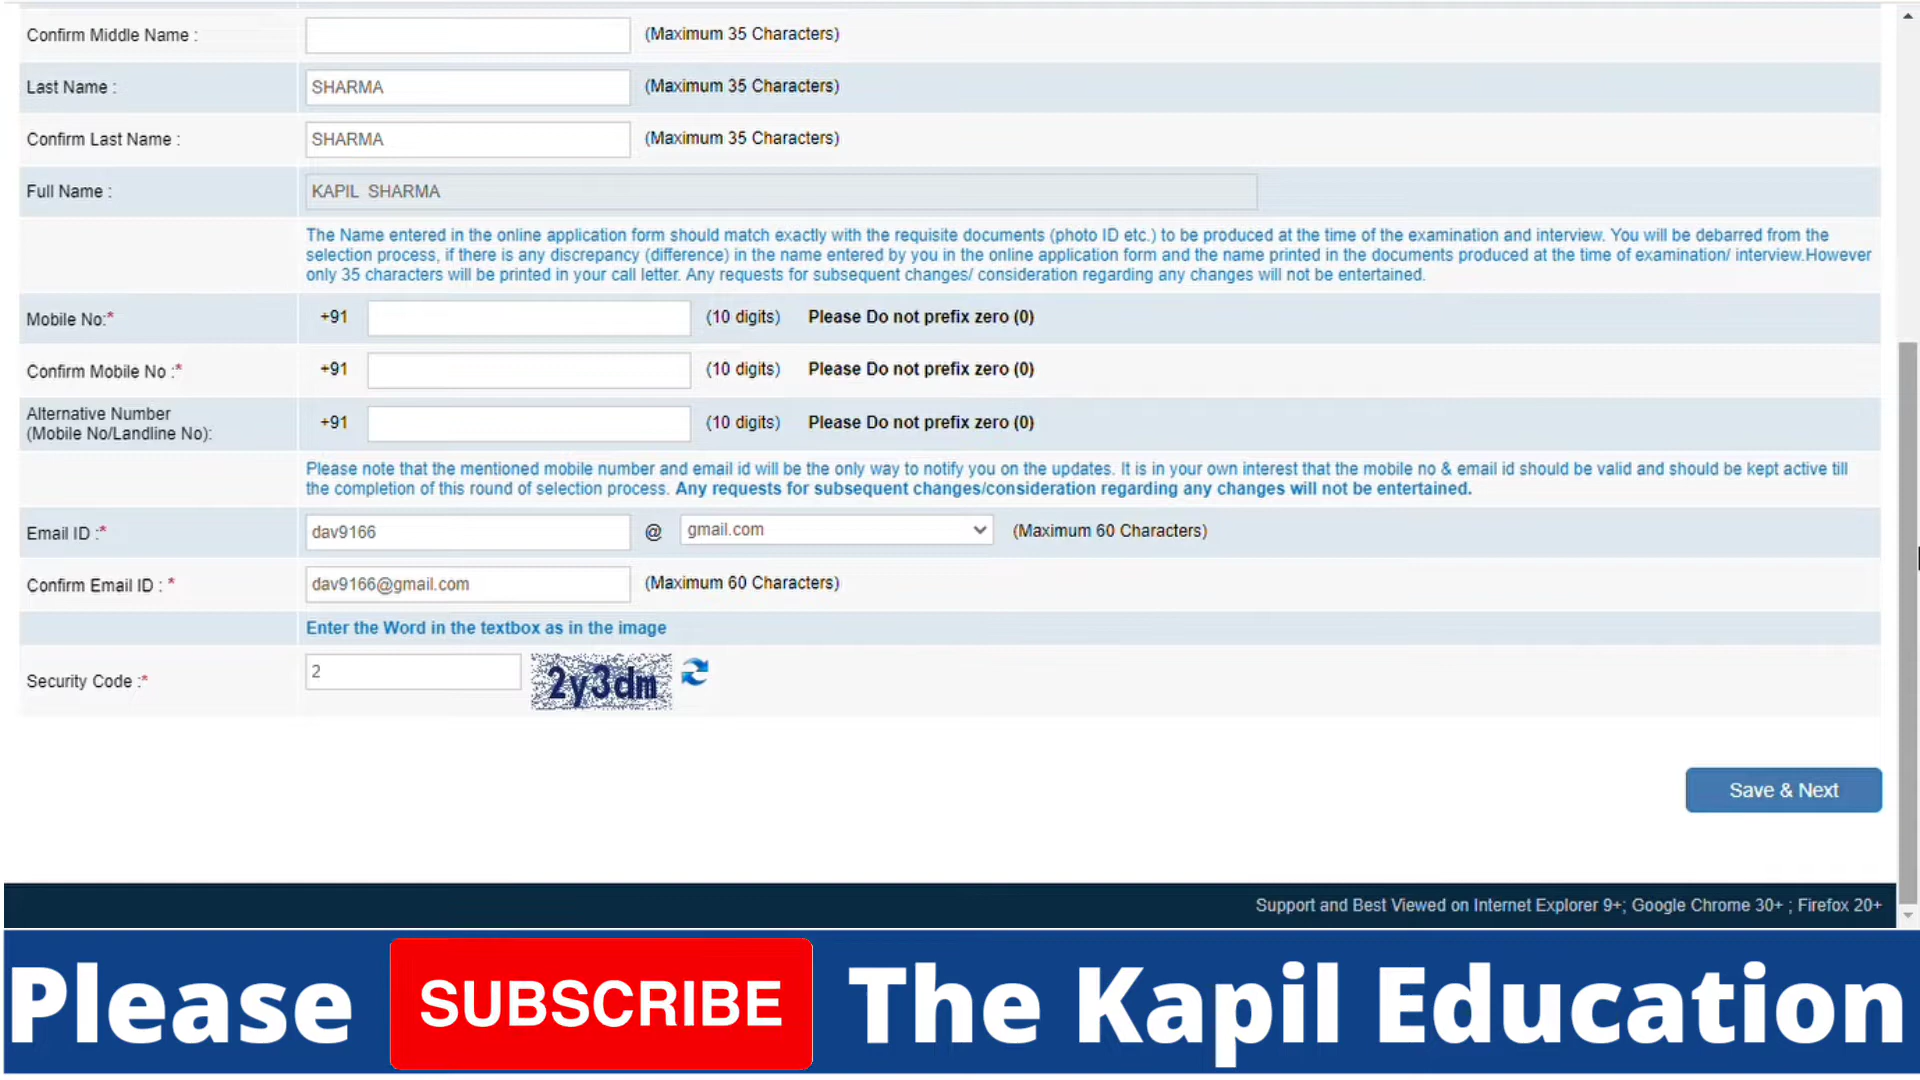 Confirm Middle Name : (Maximum 35 Characters)
Last Name : SHARMA (Maximum 35 Characters)
Confirm Last Name : SHARMA (Maximum 35 Characters)
Full Name : KAPIL  SHARMA
The Name entered in the online application form should match exactly with the requisite documents (photo ID etc.) to be produced at the time of the examination and interview. You will be debarred from the
selection process, if there is any discrepancy (difference) in the name entered by you in the online application form and the name printed in the documents produced at the time of examination/ interview.However
only 35 characters will be printed in your call letter. Any requests for subsequent changes/ consideration regarding any changes will not be entertained.
Mobile No:* +91 (10 digits) Please Do not prefix zero (0)
Confirm Mobile No :* +91 (10 digits) Please Do not prefix zero (0)
Alternative Number
(Mobile No/Landline No): +91 (10 digits) Please Do not prefix zero (0)
Please note that the mentioned mobile number and email id will be the only way to notify you on the updates. It is in your own interest that the mobile no & email id should be valid and should be kept active till
the completion of this round of selection process. Any requests for subsequent changes/consideration regarding any changes will not be entertained.
Email ID :* dav9166 @ gmail.com (Maximum 60 Characters)
Confirm Email ID : * dav9166@gmail.com (Maximum 60 Characters)
Enter the Word in the textbox as in the image
Security Code :* 2 2y3dm
Save & Next
Support and Best Viewed on Internet Explorer 9+; Google Chrome 30+ ; Firefox 20+
Please SUBSCRIBE The Kapil Education